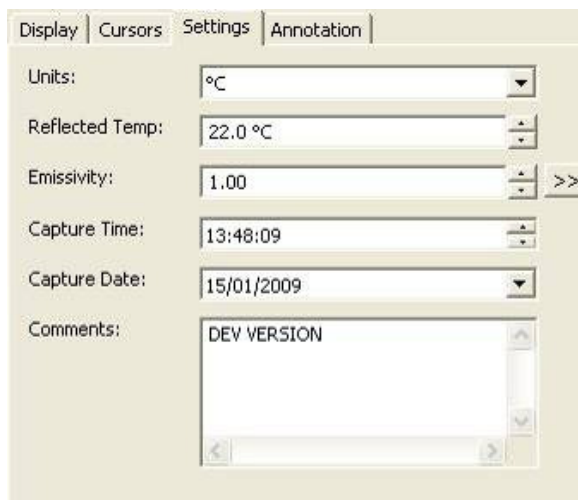 Display Cursors Settings Annotation
Units: °C
Reflected Temp: 22.0 °C
Emissivity: 1.00 >>
Capture Time: 13:48:09
Capture Date: 15/01/2009
Comments: DEV VERSION